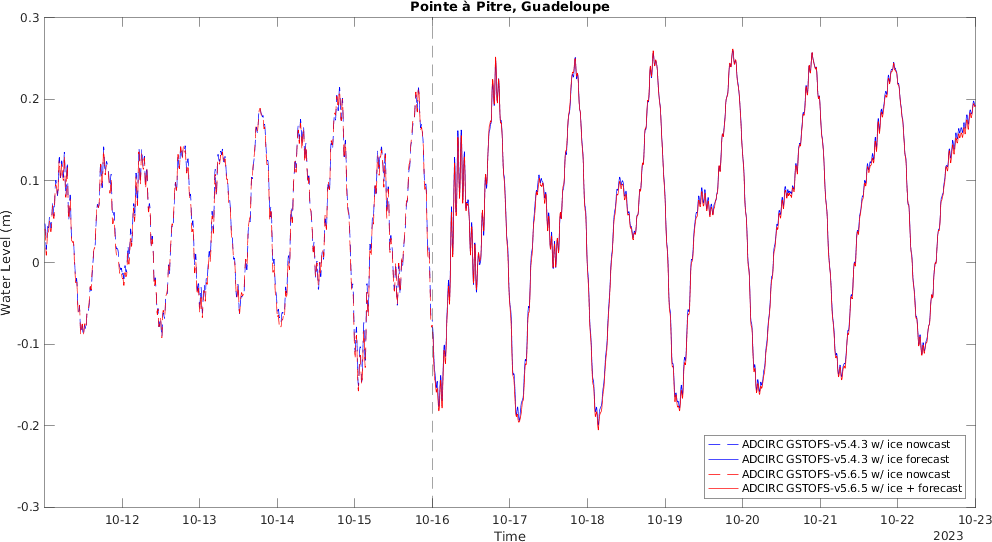 Pointe à Pitre, Guadeloupe
0.3
0.2
0.1
0
-0.1
-0.2
-0.3
Water Level (m)
10-12 10-13 10-14 10-15 10-16 10-17 10-18 10-19 10-20 10-21 10-22 10-23
Time
2023
ADCIRC GSTOFS-v5.4.3 w/ ice nowcast
ADCIRC GSTOFS-v5.4.3 w/ ice forecast
ADCIRC GSTOFS-v5.6.5 w/ ice nowcast
ADCIRC GSTOFS-v5.6.5 w/ ice + forecast